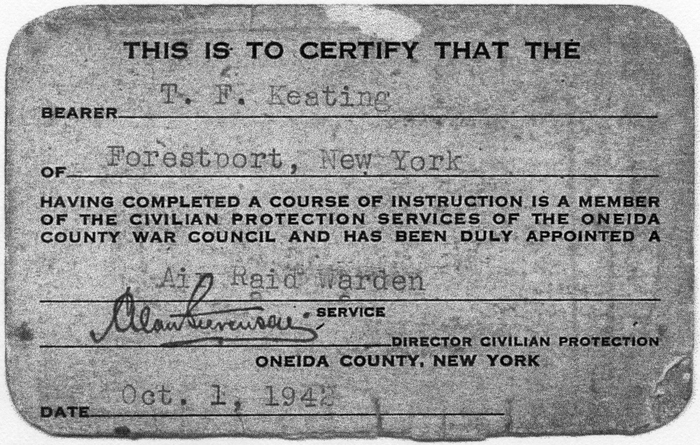 THIS IS TO CERTIFY THAT THE
BEARER T. F. Keating
OF Forestport, New York
HAVING COMPLETED A COURSE OF INSTRUCTION IS A MEMBER
OF THE CIVILIAN PROTECTION SERVICES OF THE ONEIDA
COUNTY WAR COUNCIL AND HAS BEEN DULY APPOINTED A
Air Raid Warden
SERVICE
Alan
DIRECTOR CIVILIAN PROTECTION
ONEIDA COUNTY, NEW YORK
DATE Oct. 1, 1942